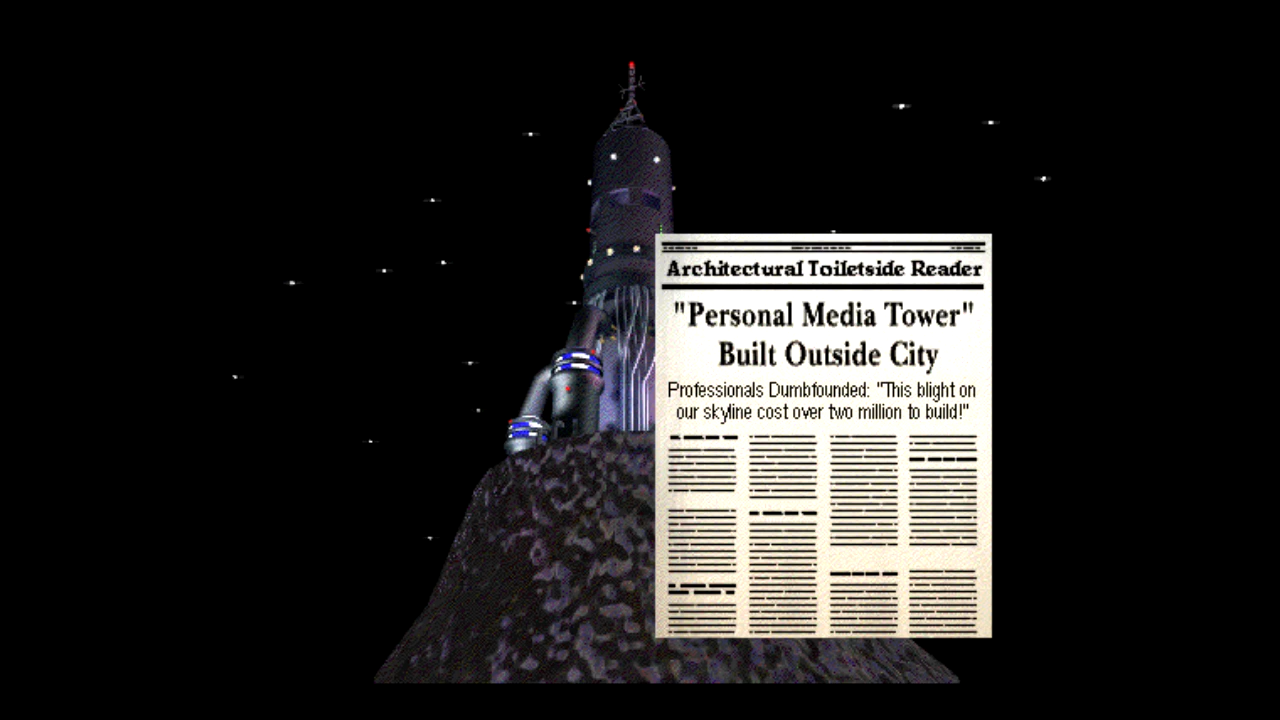 Architectural Toiletside Reader
"Personal Media Tower"
Built Outside City
Professionals Dumbfounded: "This blight on
our skyline cost over two million to build!"